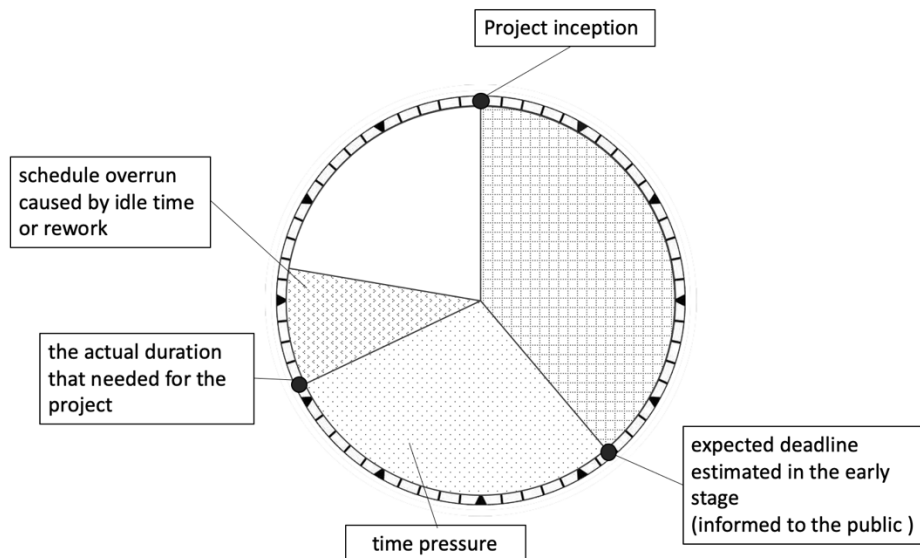 Project inception
schedule overrun
caused by idle time
or rework
the actual duration
that needed for the
project
expected deadline
estimated in the early
stage
(informed to the public )
time pressure